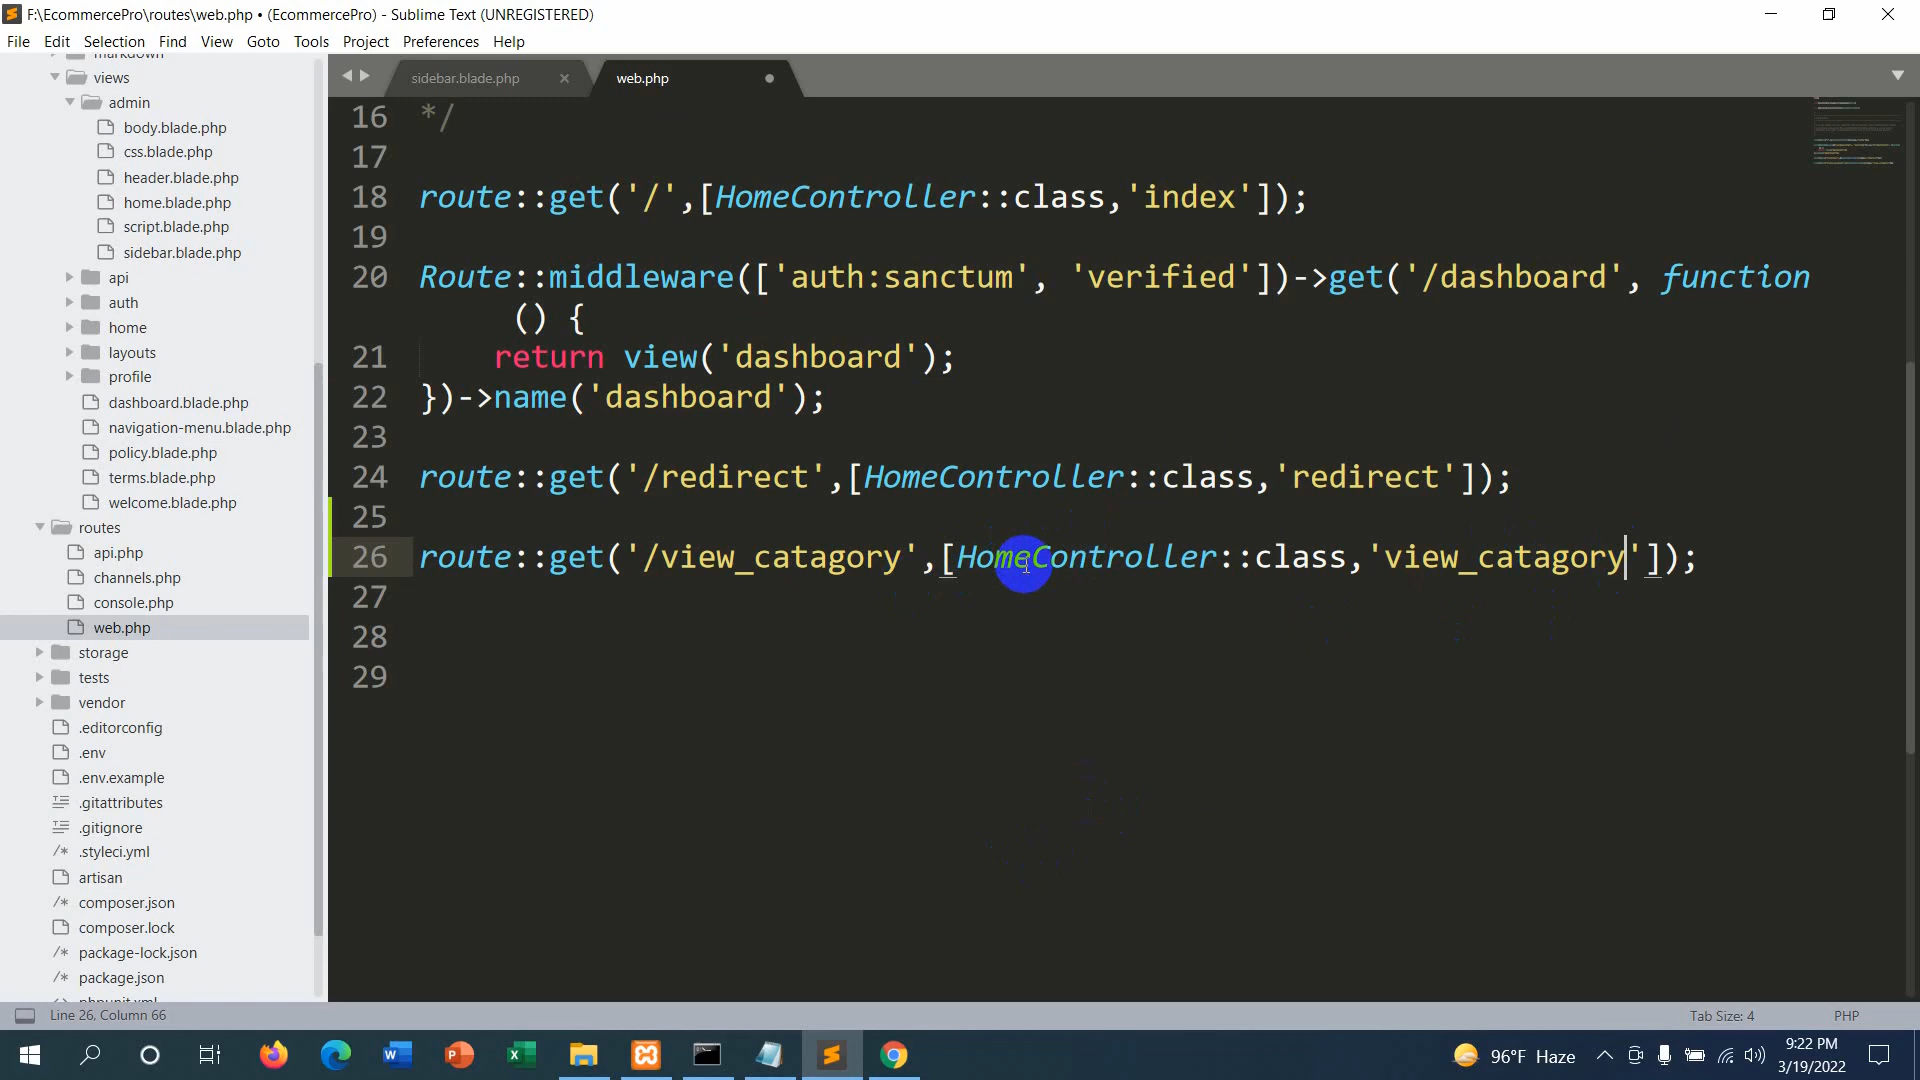 F:\EcommercePro\routes\web.php • (EcommercePro) - Sublime Text (UNREGISTERED)
File Edit Selection Find View Goto Tools Project Preferences Help
sidebar.blade.php
web.php
markdown
views
admin
body.blade.php
css.blade.php
header.blade.php
home.blade.php
script.blade.php
sidebar.blade.php
api
auth
home
layouts
profile
dashboard.blade.php
navigation-menu.blade.php
policy.blade.php
terms.blade.php
welcome.blade.php
routes
api.php
channels.php
console.php
web.php
storage
tests
vendor
.editorconfig
.env
.env.example
.gitattributes
.gitignore
.styleci.yml
artisan
composer.json
composer.lock
package-lock.json
package.json
phpunit.xml
16 */
17
18 route::get('/',[HomeController::class,'index']);
19
20 Route::middleware(['auth:sanctum', 'verified'])->get('/dashboard', function
() {
21 return view('dashboard');
22 })->name('dashboard');
23
24 route::get('/redirect',[HomeController::class,'redirect']);
25
26 route::get('/view_catagory',[HomeController::class,'view_catagory']);
27
28
29
Line 26, Column 66
Tab Size: 4
PHP
96°F Haze
9:22 PM
3/19/2022